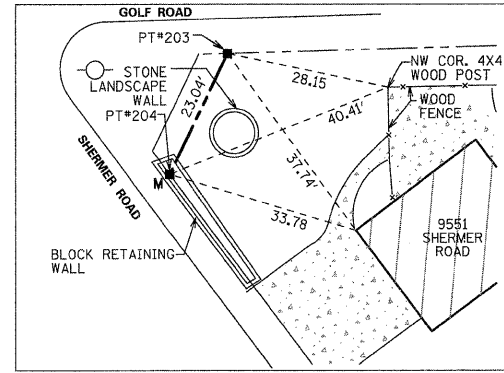 GOLF ROAD
PT#203
NW COR. 4X4
WOOD POST
STONE
LANDSCAPE
WALL
28.15
WOOD
FENCE
PT#204
23.04'
40.41'
SHERMER ROAD
37.74'
M
33.78
9551
SHERMER
ROAD
BLOCK RETAINING
WALL